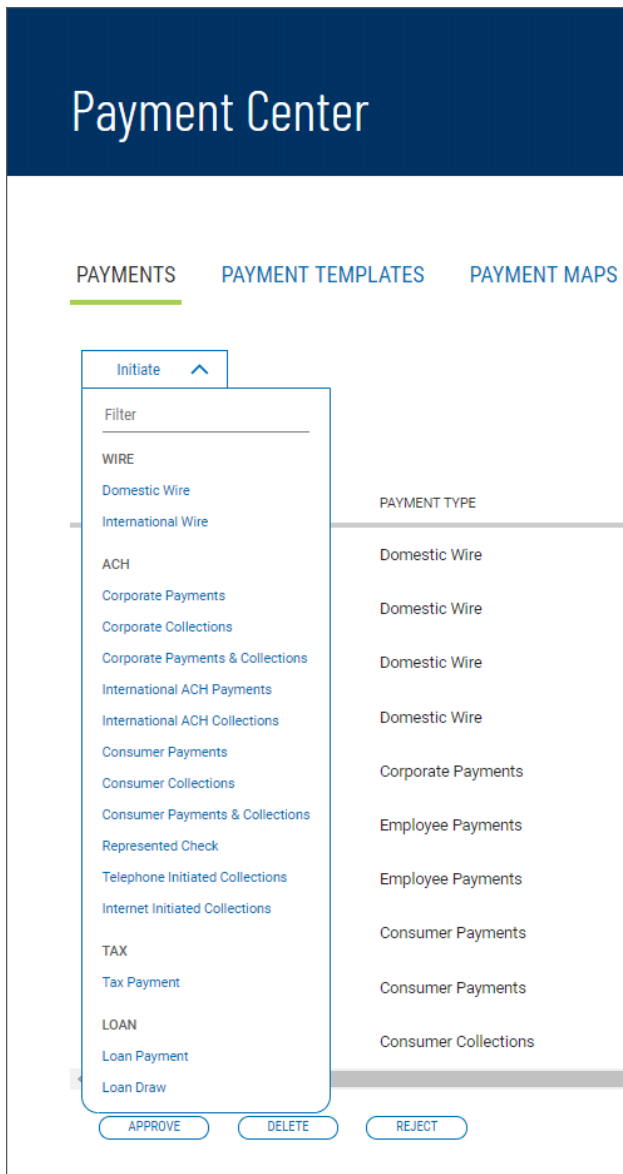 Payment Center
PAYMENTS PAYMENT TEMPLATES PAYMENT MAPS
Initiate
Filter
WIRE
Domestic Wire
International Wire
ACH
Corporate Payments
Corporate Collections
Corporate Payments & Collections
International ACH Payments
International ACH Collections
Consumer Payments
Consumer Collections
Consumer Payments & Collections
Represented Check
Telephone Initiated Collections
Internet Initiated Collections
TAX
Tax Payment
LOAN
Loan Payment
Loan Draw
PAYMENT TYPE
Domestic Wire
Domestic Wire
Domestic Wire
Domestic Wire
Corporate Payments
Employee Payments
Employee Payments
Consumer Payments
Consumer Payments
Consumer Collections
APPROVE DELETE REJECT